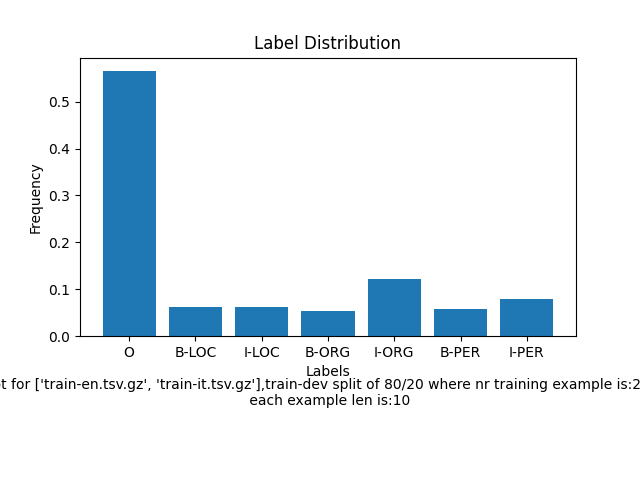 Label Distribution
Frequency
0.5
0.4
0.3
0.2
0.1
0.0
O B-LOC I-LOC B-ORG I-ORG B-PER I-PER
Labels
for ['train-en.tsv.gz', 'train-it.tsv.gz'],train-dev split of 80/20 where nr training example is:2
each example len is:10